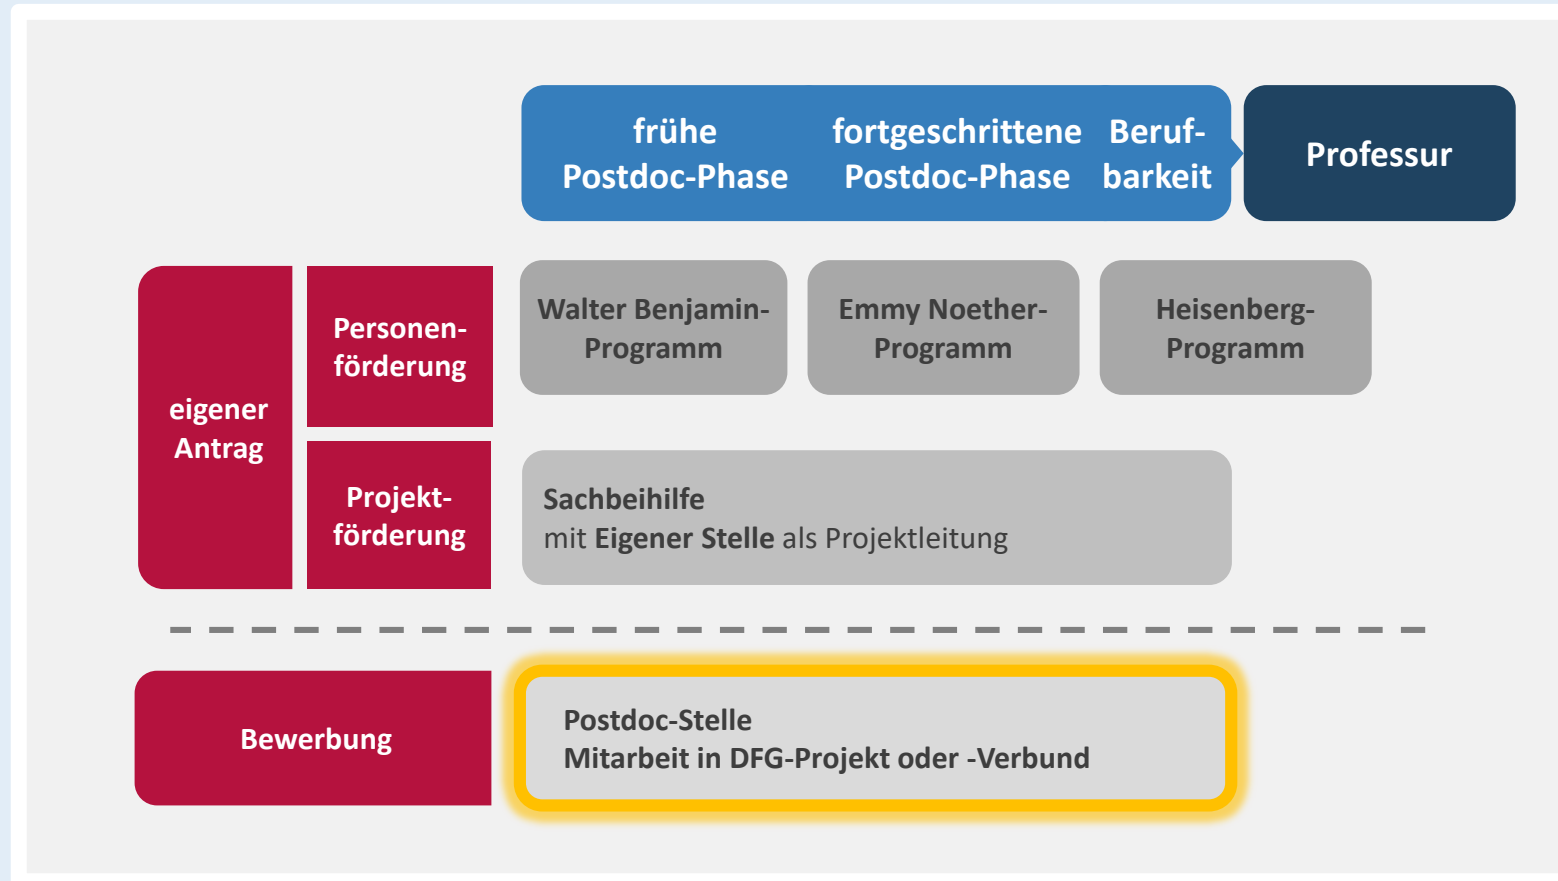 frühe
Postdoc-Phase
fortgeschrittene
Postdoc-Phase
Beruf-
barkeit
Professur
eigener
Antrag
Personen-
förderung
Walter Benjamin-
Programm
Emmy Noether-
Programm
Heisenberg-
Programm
Projekt-
förderung
Sachbeihilfe
mit Eigener Stelle als Projektleitung
Bewerbung
Postdoc-Stelle
Mitarbeit in DFG-Projekt oder -Verbund